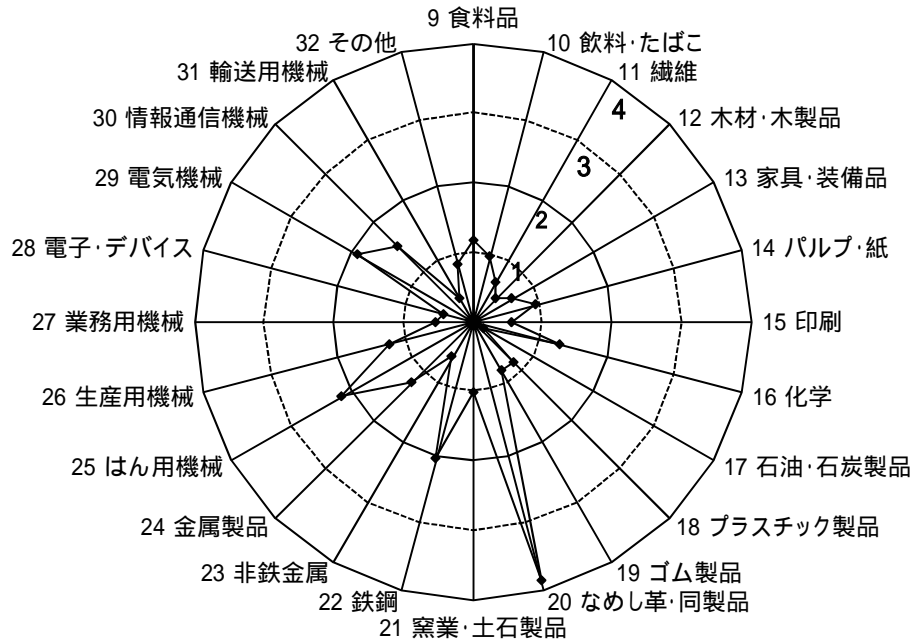 9 食料品
10 飲料・たばこ
11 繊維
12 木材・木製品
13 家具・装備品
14 パルプ・紙
15 印刷
16 化学
17 石油・石炭製品
18 プラスチック製品
19 ゴム製品
20 なめし革・同製品
21 窯業・土石製品
22 鉄鋼
23 非鉄金属
24 金属製品
25 はん用機械
26 生産用機械
27 業務用機械
28 電子・デバイス
29 電気機械
30 情報通信機械
31 輸送用機械
32 その他
4
3
2
1